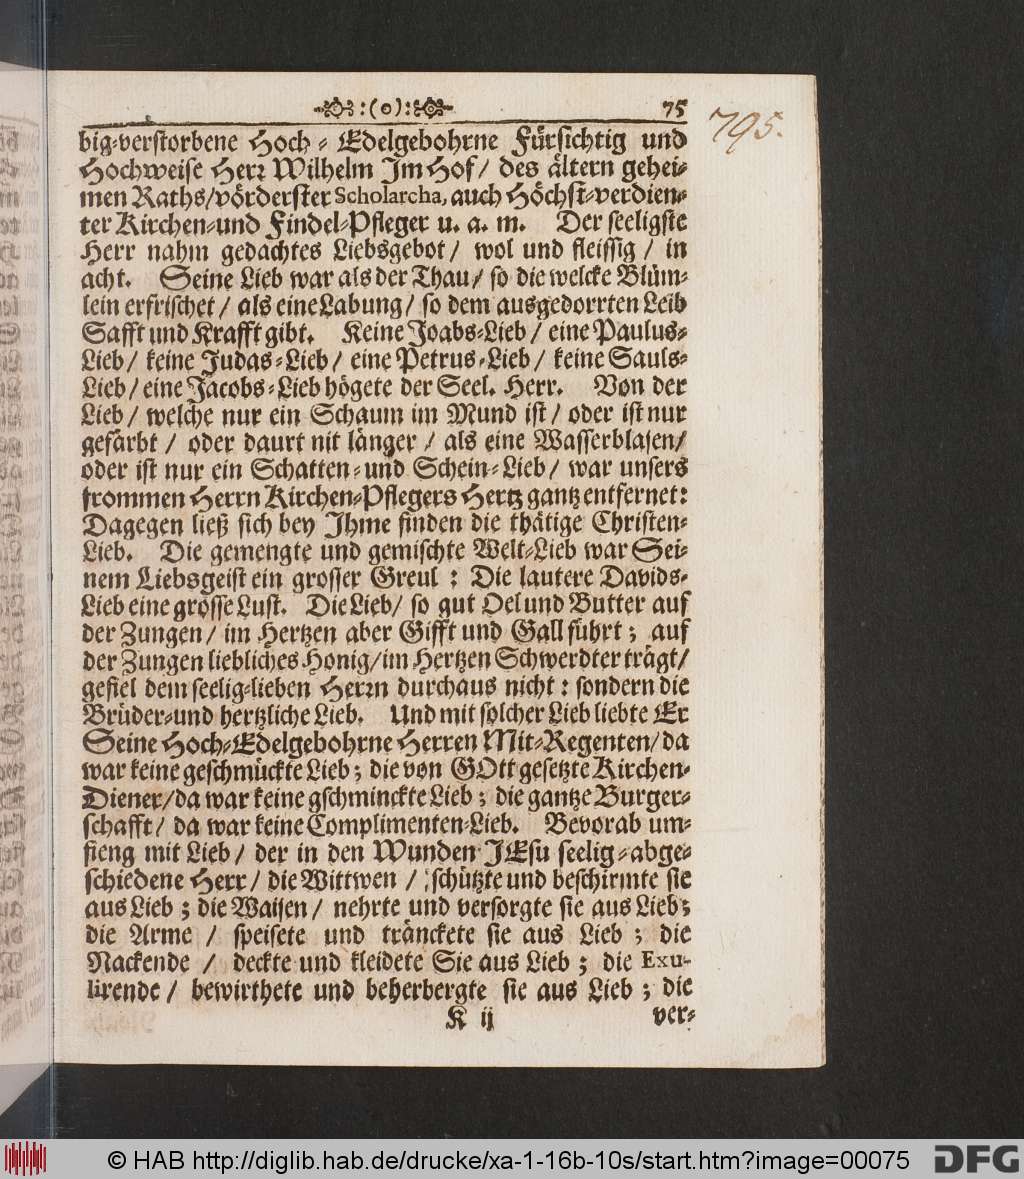 :(o): 75
795.
big-verstorbene Hoch-Edelgebohrne Fürsichtig und
Hochweise Herr Wilhelm Im Hof/ des ältern gehei-
men Raths/ vörderster Scholarcha, auch Höchst-verdien-
ter Kirchen-und Findel-Pfleger u. a. m. Der seeligste
Herr nahm gedachtes Liebsgebot/ wol und fleissig/ in
acht. Seine Lieb war als der Thau/ so die welcke Blüm-
lein erfrischet/ als eine Labung/ so dem ausgedorrten Leib
Safft und Krafft gibt. Keine Joabs-Lieb/ eine Paulus-
Lieb/ keine Judas-Lieb/ eine Petrus-Lieb/ keine Sauls-
Lieb/ eine Jacobs-Lieb högete der Seel. Herr. Von der
Lieb/ welche nur ein Schaum im Mund ist/ oder ist nur
gefärbt/ oder daurt nit länger/ als eine Wasserblasen/
oder ist nur ein Schatten-und Schein-Lieb/ war unsers
frommen Herrn Kirchen-Pflegers Hertz gantz entfernet:
Dagegen ließ sich bey Ihme finden die thätige Christen-
Lieb. Die gemengte und gemischte Welt-Lieb war Sei-
nem Liebsgeist ein grosser Greul: Die lautere Davids-
Lieb eine grosse Lust. Die Lieb/ so gut Oel und Butter auf
der Zungen/ im Hertzen aber Gifft und Gall führt; auf
der Zungen liebliches Honig/ im Hertzen Schwerdter trägt/
gefiel dem seelig-lieben Herrn durchaus nicht: sondern die
Brüder-und hertzliche Lieb. Und mit solcher Lieb liebte Er
Seine Hoch-Edelgebohrne Herren Mit-Regenten/ da
war keine geschmückte Lieb; die von GOtt gesetzte Kirchen-
Diener/ da war keine gschminckte Lieb; die gantze Burger-
schafft/ da war keine Complimenten-Lieb. Bevorab um-
fieng mit Lieb/ der in den Wunden JEsu seelig-abge-
schiedene Herr/ die Wittwen/ schützte und beschirmte sie
aus Lieb; die Waisen/ nehrte und versorgte sie aus Lieb;
die Arme/ speisete und tränckete sie aus Lieb; die
Nackende/ deckte und kleidete Sie aus Lieb; die Exu-
lirende/ bewirthete und beherbergte sie aus Lieb; die
K ij ver-
© HAB http://diglib.hab.de/drucke/xa-1-16b-10s/start.htm?image=00075
DFG